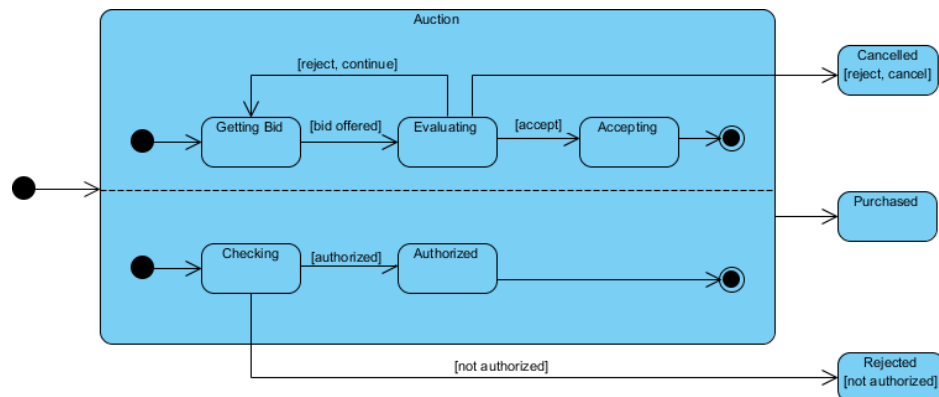 Auction
Cancelled
[reject, cancel]
[reject, continue]
Getting Bid
[bid offered]
Evaluating
[accept]
Accepting
Purchased
Checking
[authorized]
Authorized
[not authorized]
Rejected
[not authorized]